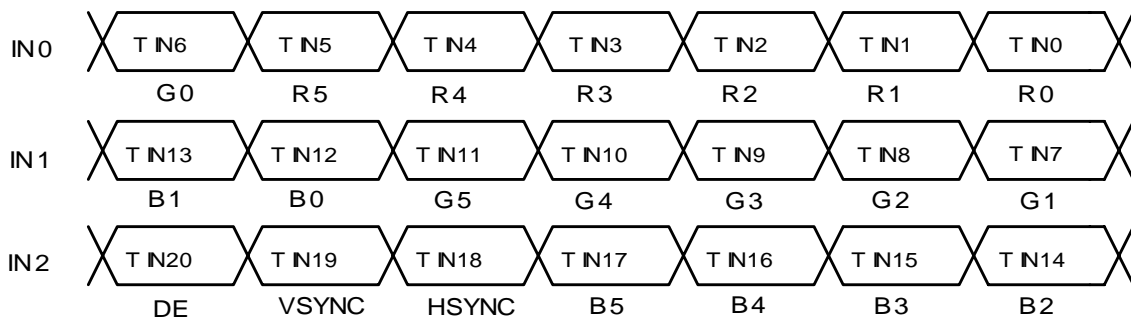 IN0 TIN6 TIN5 TIN4 TIN3 TIN2 TIN1 TIN0
G0 R5 R4 R3 R2 R1 R0
IN1 TIN13 TIN12 TIN11 TIN10 TIN9 TIN8 TIN7
B1 B0 G5 G4 G3 G2 G1
IN2 TIN20 TIN19 TIN18 TIN17 TIN16 TIN15 TIN14
DE VSYNC HSYNC B5 B4 B3 B2